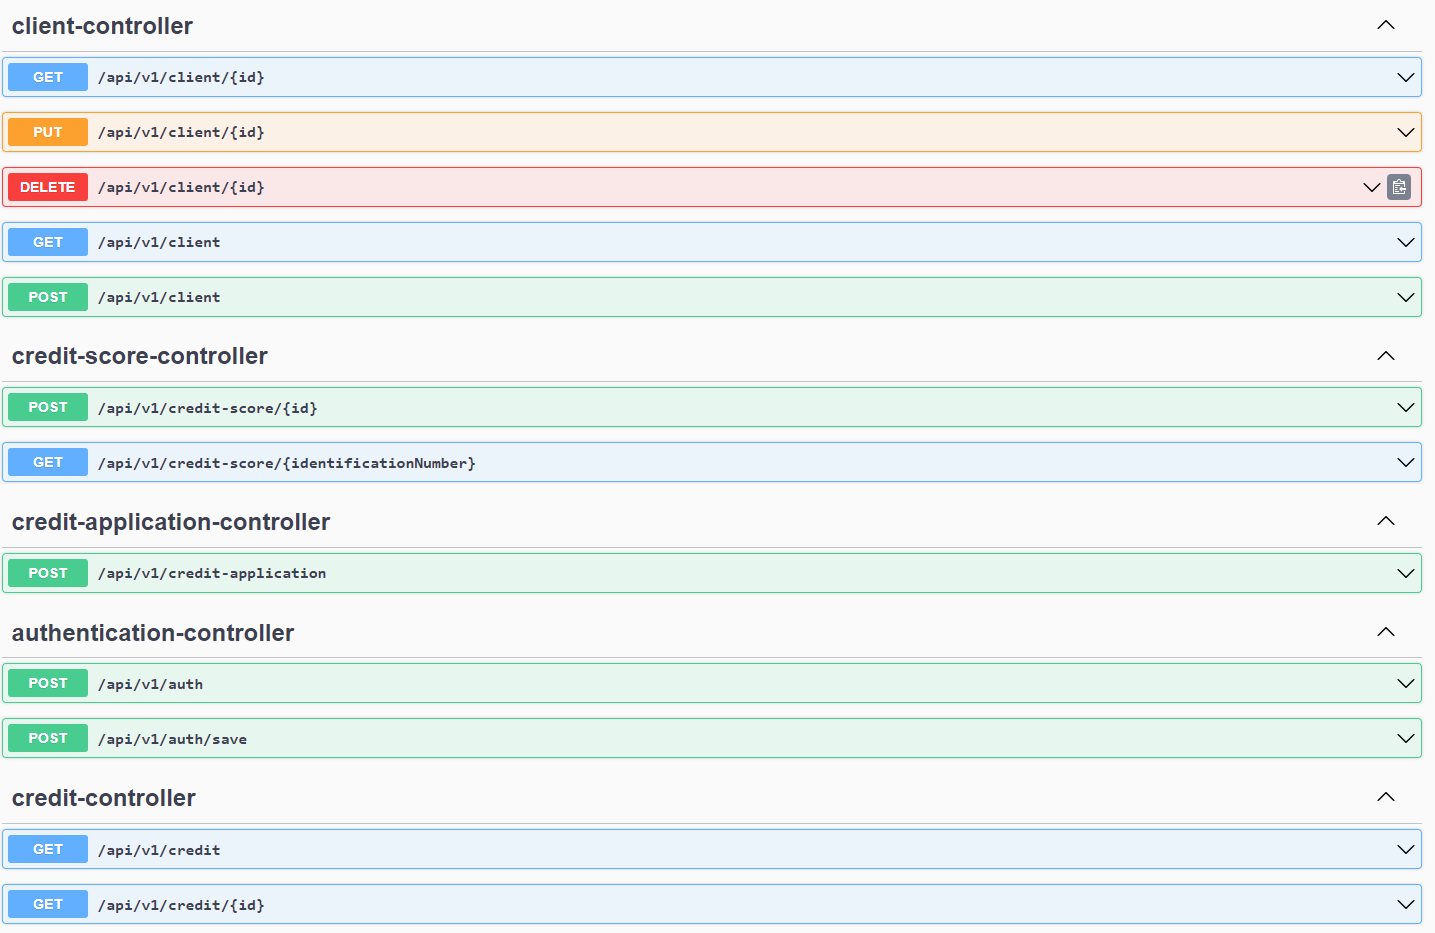 client-controller
GET /api/v1/client/{id}
PUT /api/v1/client/{id}
DELETE /api/v1/client/{id}
GET /api/v1/client
POST /api/v1/client
credit-score-controller
POST /api/v1/credit-score/{id}
GET /api/v1/credit-score/{identificationNumber}
credit-application-controller
POST /api/v1/credit-application
authentication-controller
POST /api/v1/auth
POST /api/v1/auth/save
credit-controller
GET /api/v1/credit
GET /api/v1/credit/{id}